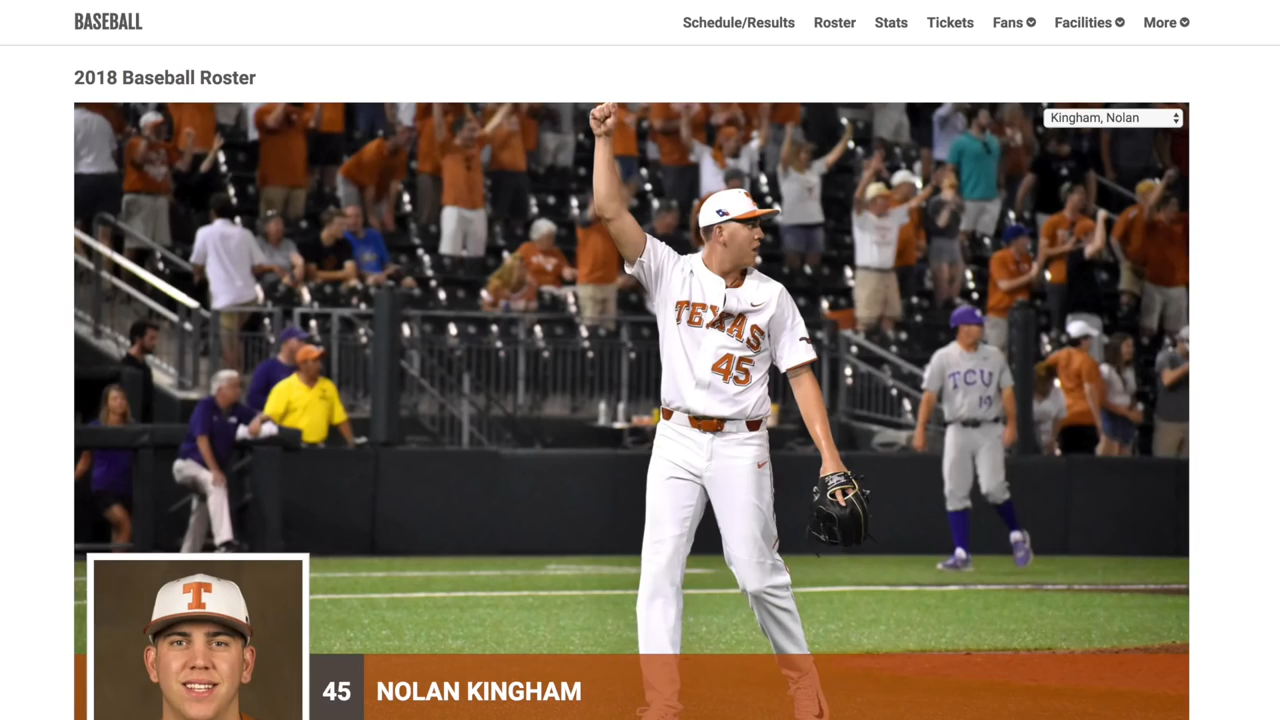 BASEBALL
Schedule/Results Roster Stats Tickets Fans Facilities More
2018 Baseball Roster
Kingham, Nolan
T
TEXAS
45
TCU
T
45 NOLAN KINGHAM